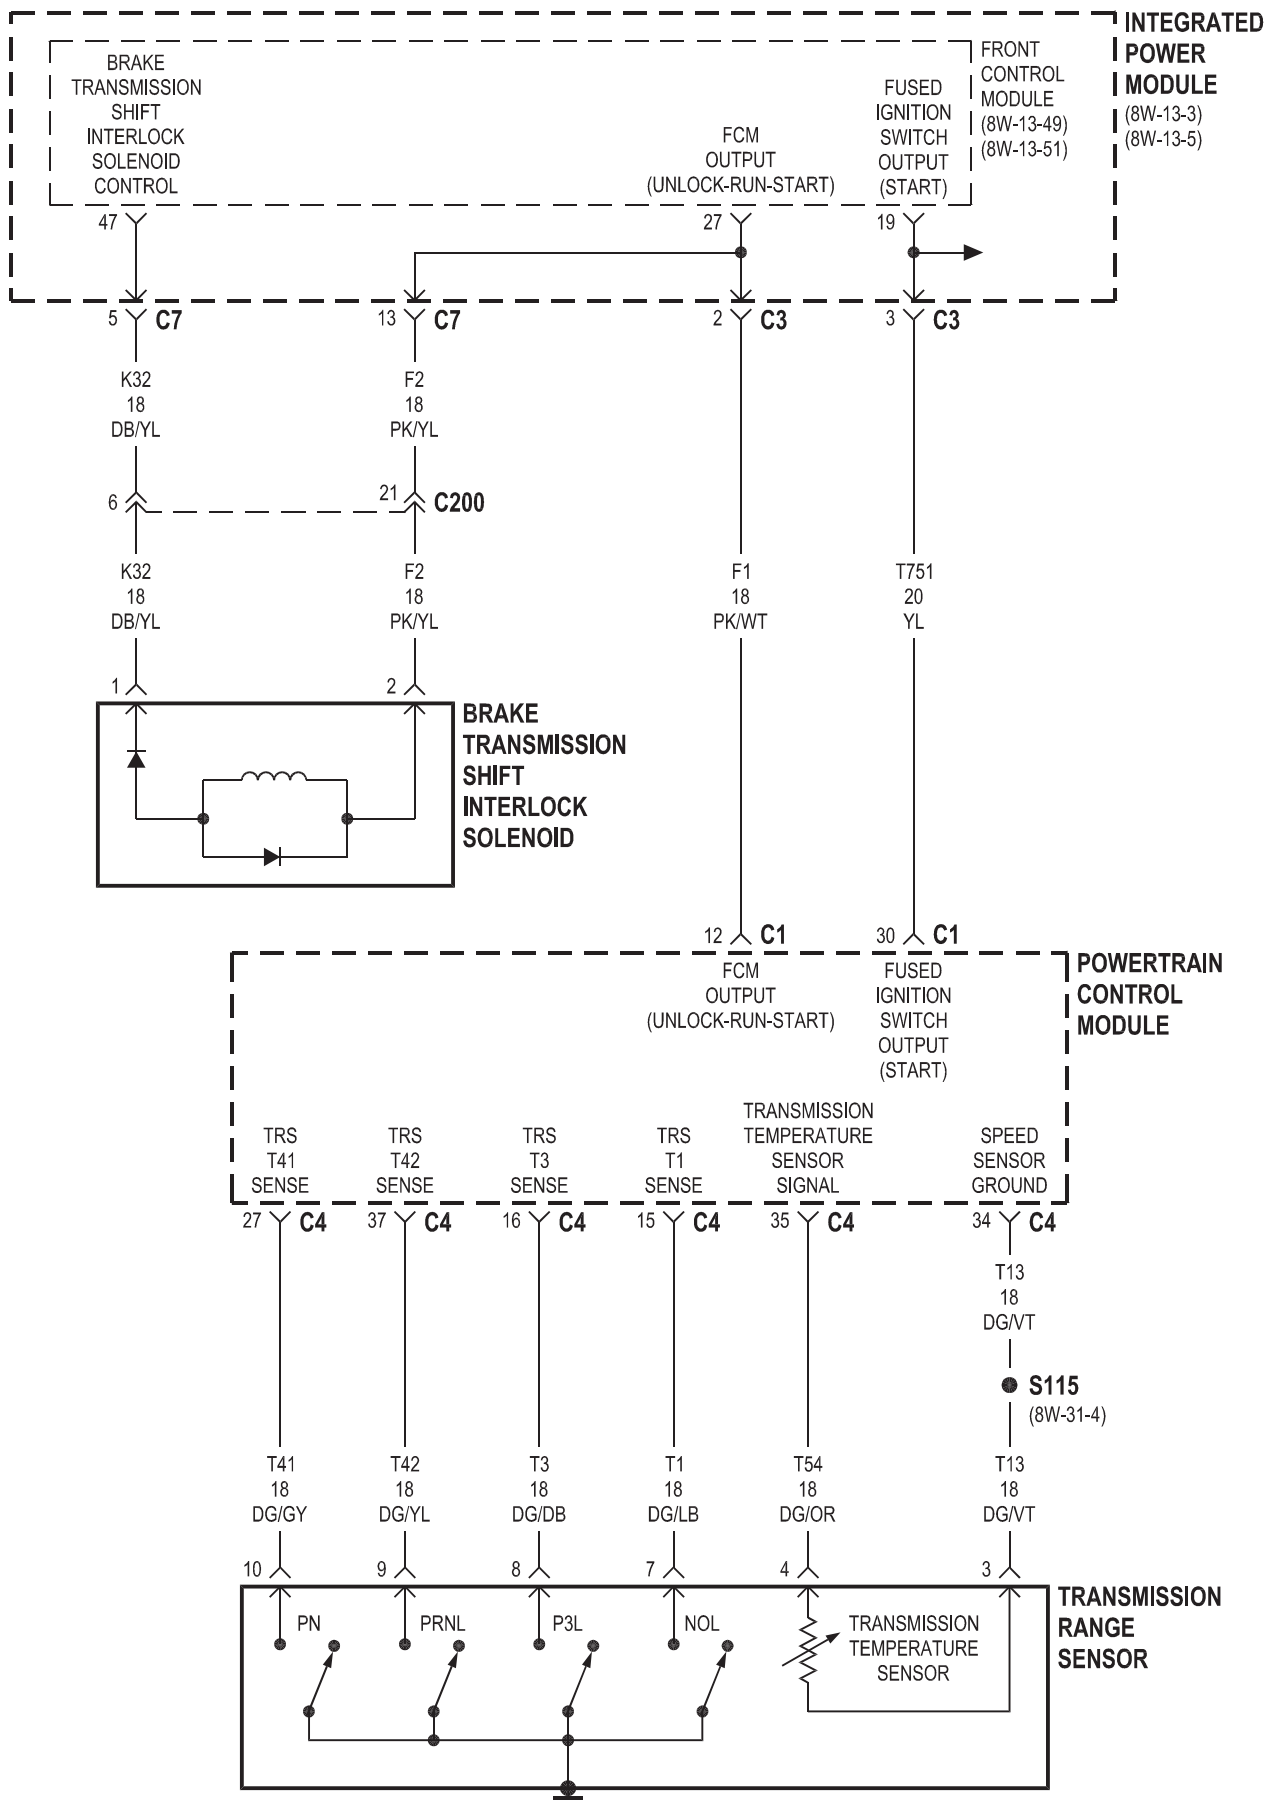 INTEGRATED
POWER
MODULE
(8W-13-3)
(8W-13-5)
FRONT
CONTROL
MODULE
(8W-13-49)
(8W-13-51)
BRAKE
TRANSMISSION
SHIFT
INTERLOCK
SOLENOID
CONTROL
FCM
OUTPUT
(UNLOCK-RUN-START)
FUSED
IGNITION
SWITCH
OUTPUT
(START)
47
27
19
5 C7
13 C7
2 C3
3 C3
K32
18
DB/YL
F2
18
PK/YL
6
21 C200
K32
18
DB/YL
F2
18
PK/YL
F1
18
PK/WT
T751
20
YL
1
2
BRAKE
TRANSMISSION
SHIFT
INTERLOCK
SOLENOID
12 C1
30 C1
POWERTRAIN
CONTROL
MODULE
FCM
OUTPUT
(UNLOCK-RUN-START)
FUSED
IGNITION
SWITCH
OUTPUT
(START)
TRS
T41
SENSE
TRS
T42
SENSE
TRS
T3
SENSE
TRS
T1
SENSE
TRANSMISSION
TEMPERATURE
SENSOR
SIGNAL
SPEED
SENSOR
GROUND
27 C4
37 C4
16 C4
15 C4
35 C4
34 C4
T13
18
DG/VT
S115
(8W-31-4)
T41
18
DG/GY
T42
18
DG/YL
T3
18
DG/DB
T1
18
DG/LB
T54
18
DG/OR
T13
18
DG/VT
10
9
8
7
4
3
TRANSMISSION
RANGE
SENSOR
PN
PRNL
P3L
NOL
TRANSMISSION
TEMPERATURE
SENSOR